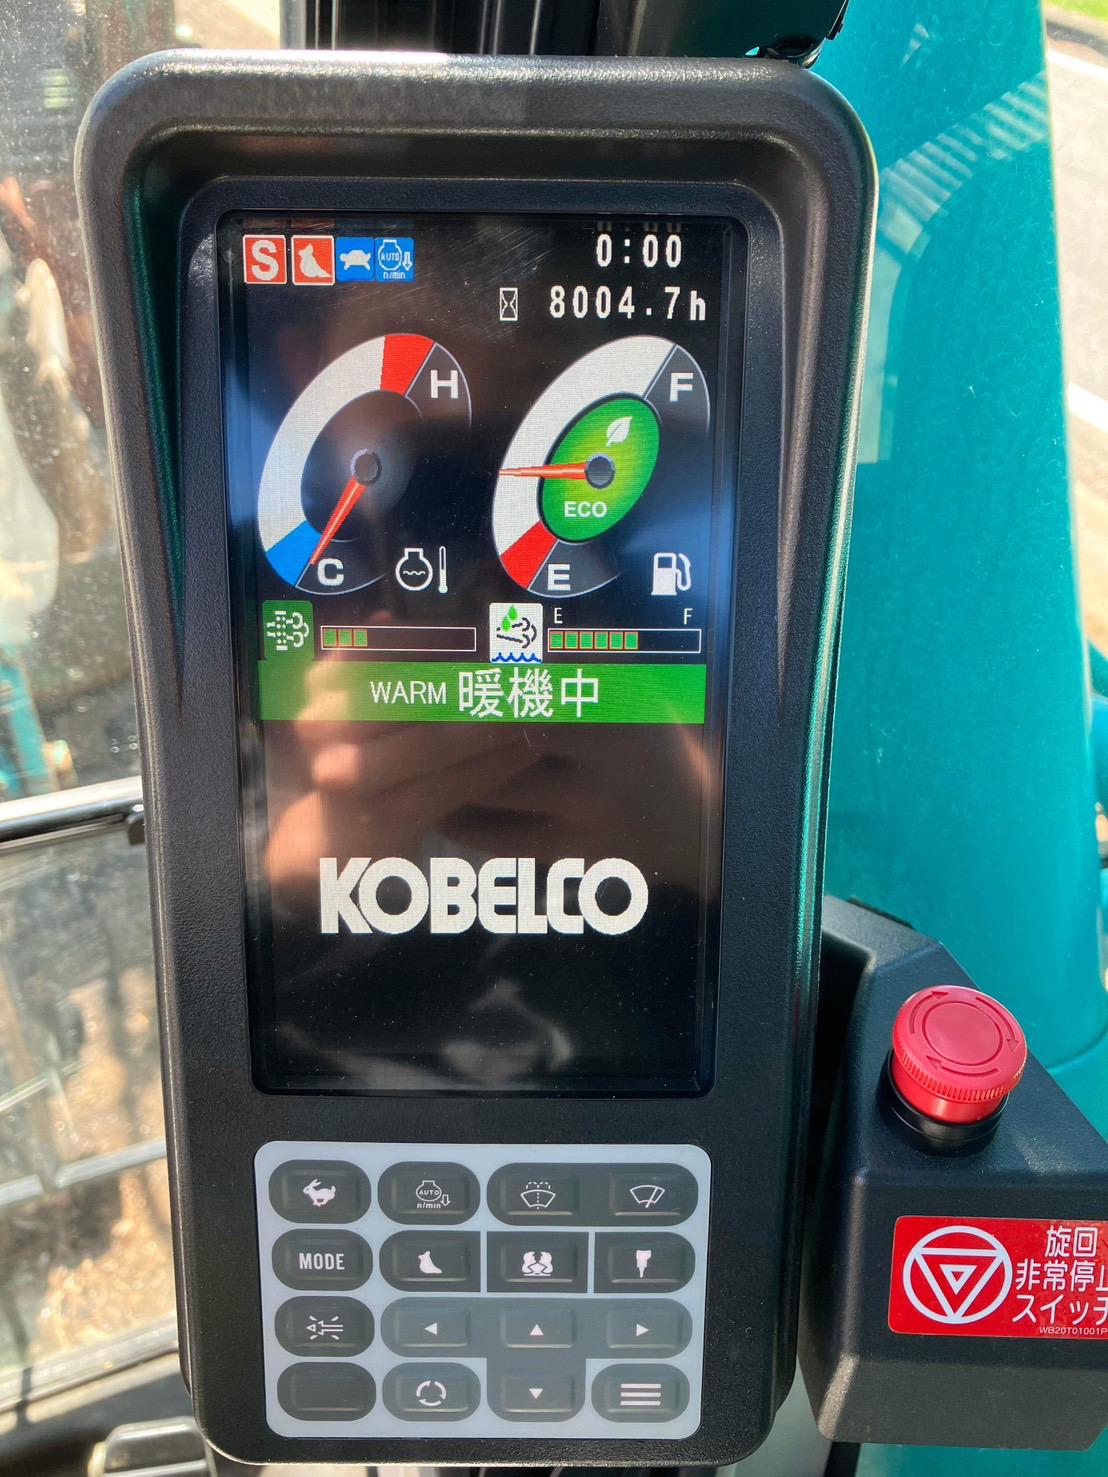 S
AUTO
n/min
0:00
8004.7h
H
F
ECO
C
E
E F
WARM 暖機中
KOBELCO
AUTO
n/min
MODE
旋回
非常停止
スイッチ
WB20T01001P